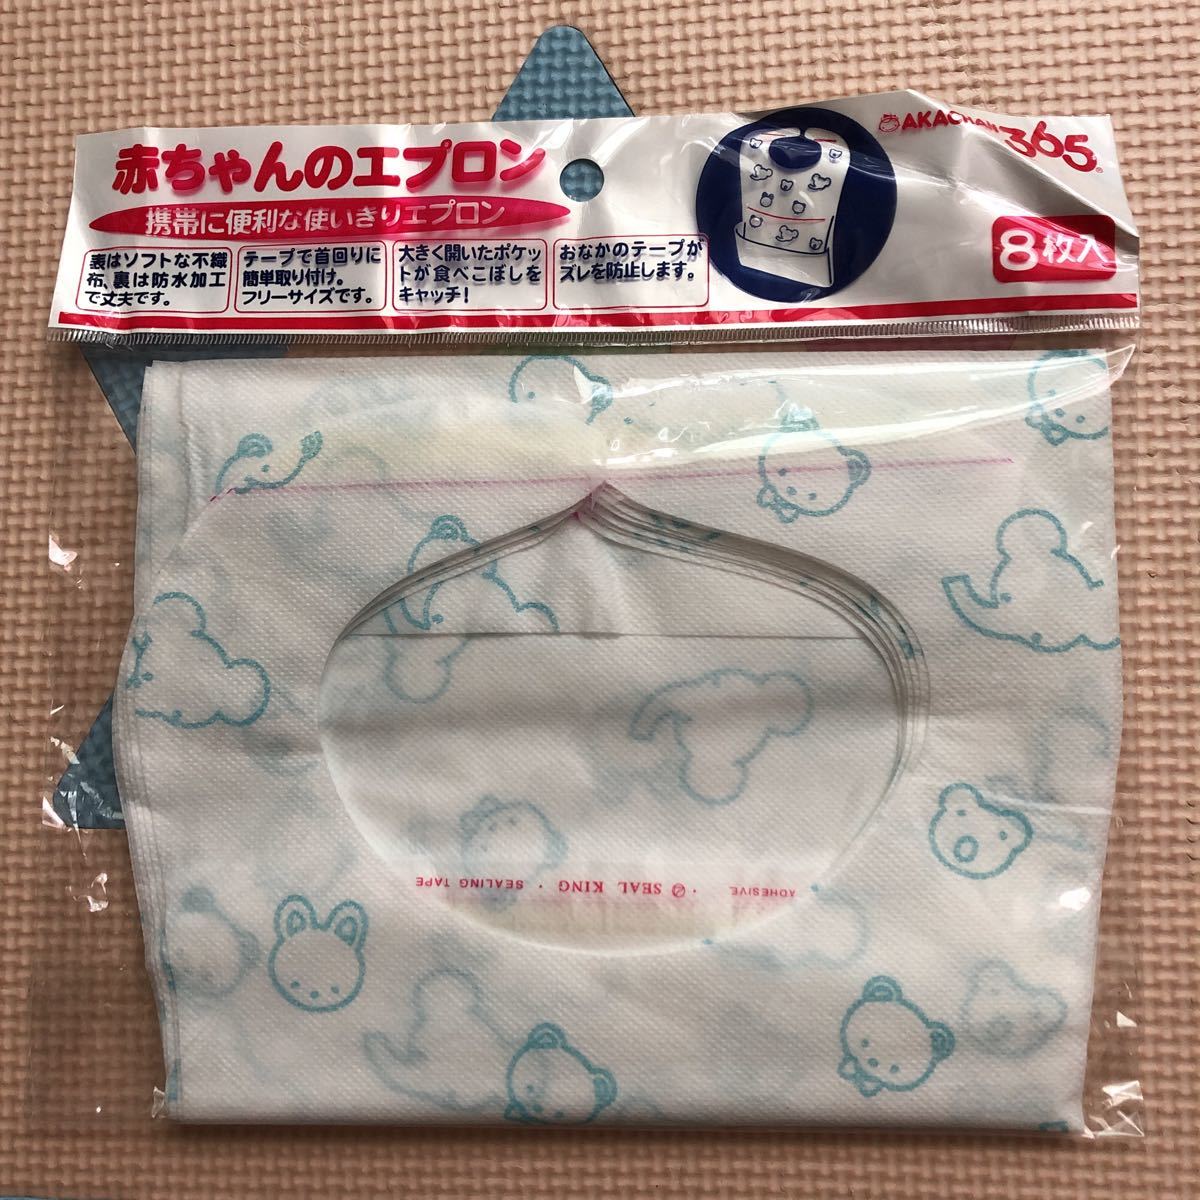 赤ちゃんのエプロン
携帯に便利な使いきりエプロン
表はソフトな不織
布、裏は防水加工
で丈夫です。
テープで首回りに
簡単取り付け。
フリーサイズです。
大きく開いたポケッ
トが食べこぼしを
キャッチ!
おなかのテープが
ズレを防止します。
AKACHAN 365®
8枚入
ADHESIVE · SEAL KING · SEALING TAPE